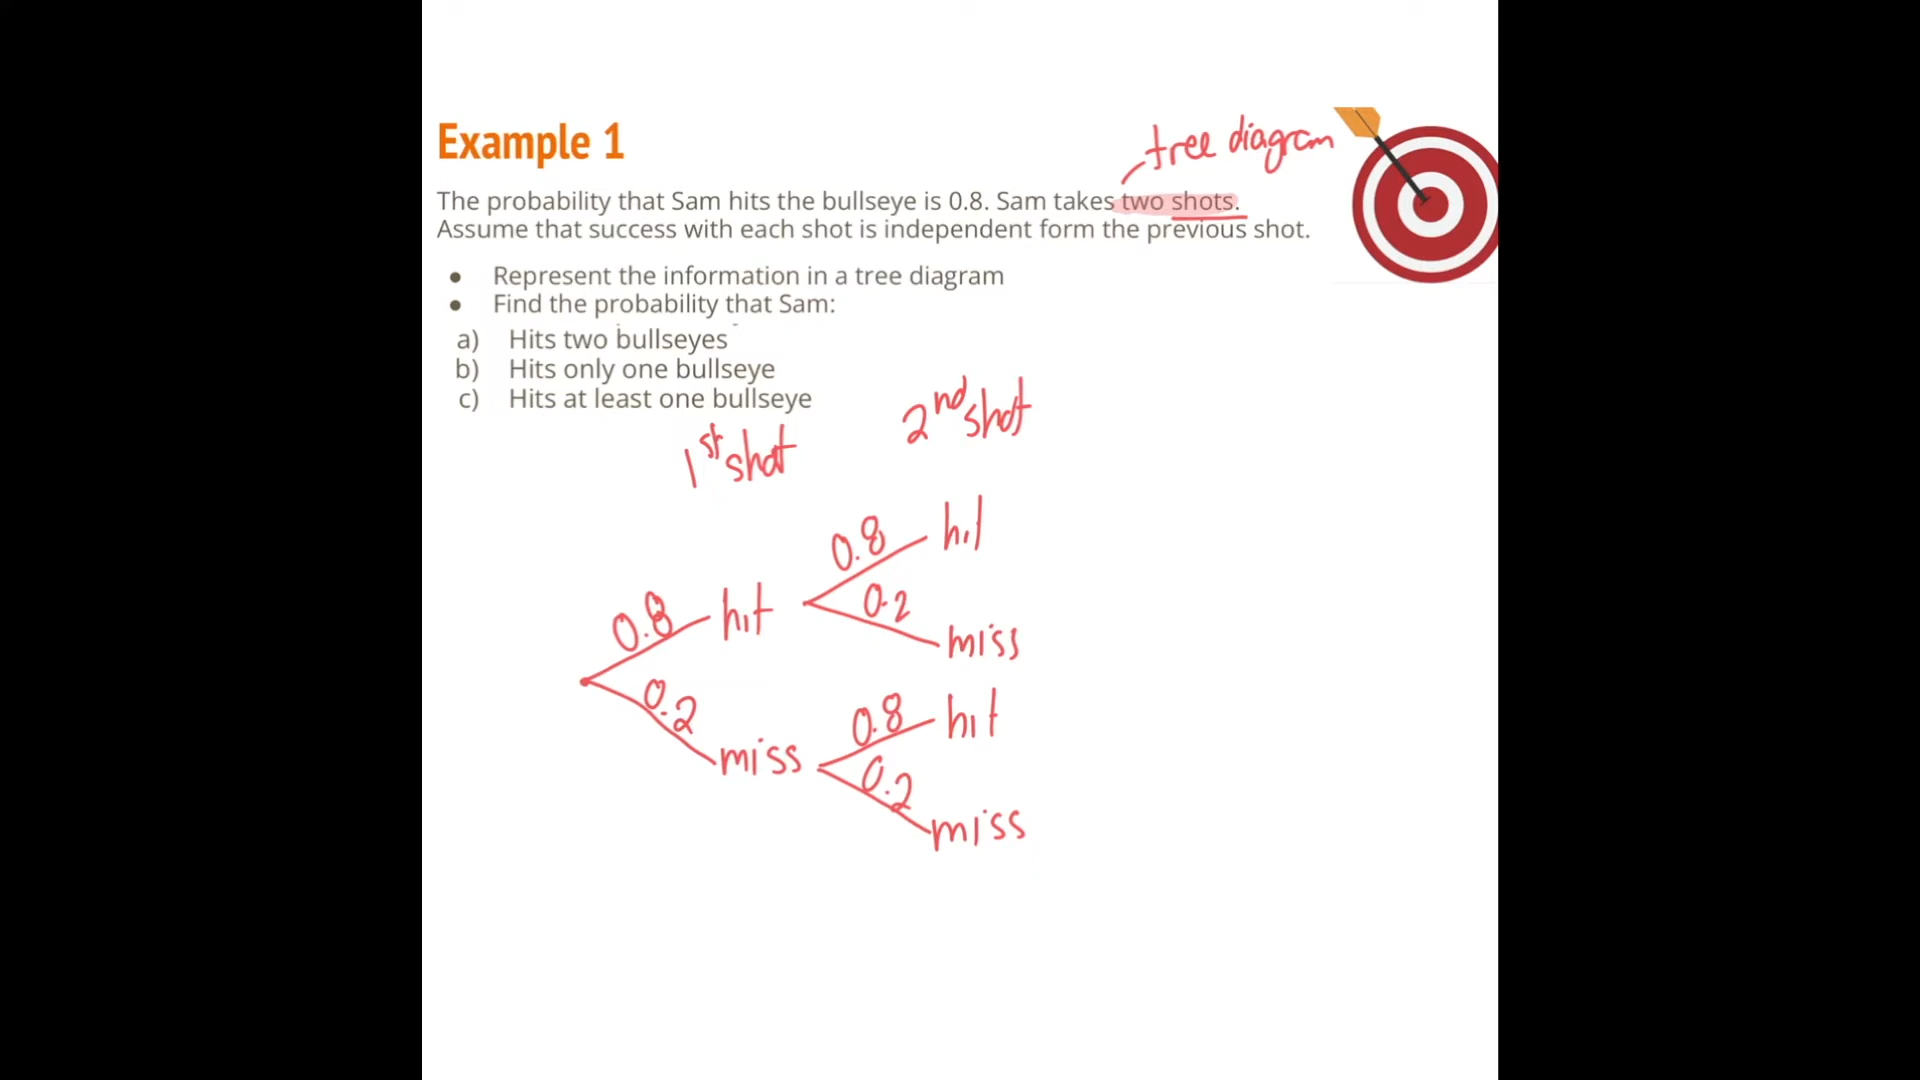 Example 1
tree diagram
The probability that Sam hits the bullseye is 0.8. Sam takes two shots.
Assume that success with each shot is independent form the previous shot.
● Represent the information in a tree diagram
● Find the probability that Sam:
a) Hits two bullseyes
b) Hits only one bullseye
c) Hits at least one bullseye
1st shot
2nd shot
0.8 hit
0.2 miss
0.8 hit
0.2 miss
0.8 hit
0.2 miss